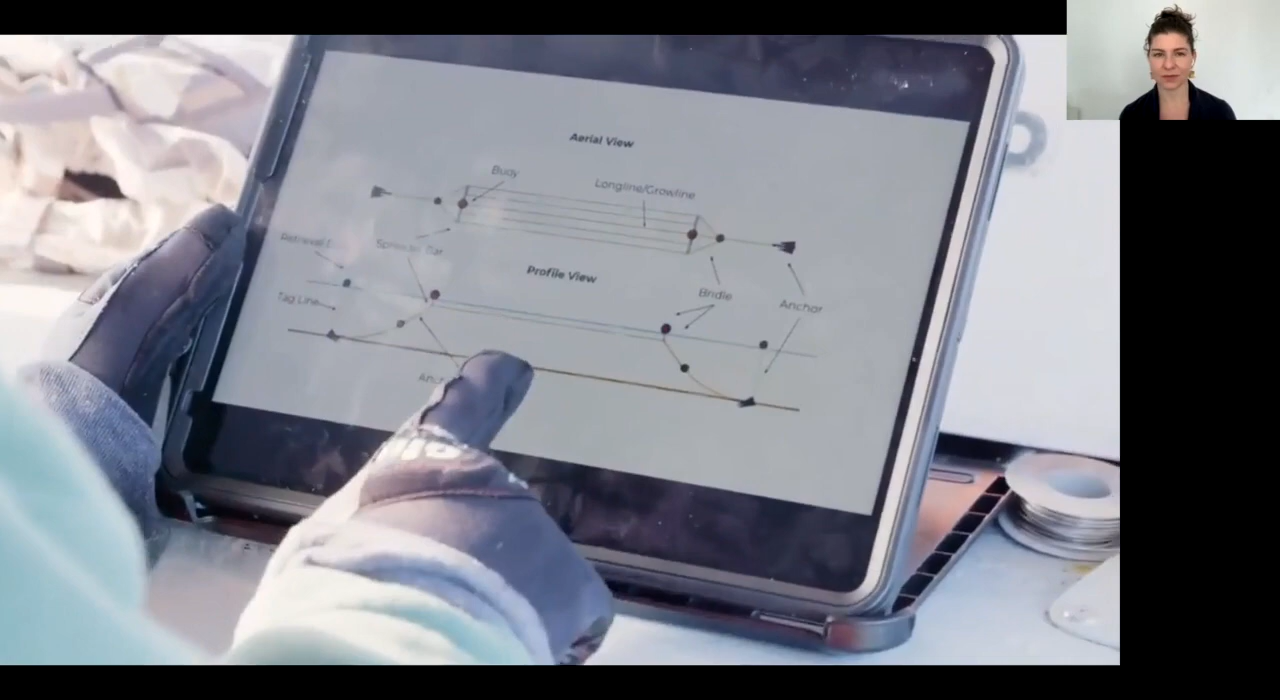 Aerial View
Buoy
Longline/Growline
Retrieval
Spreader Bar
Profile View
Bridle
Tag Line
Anchor